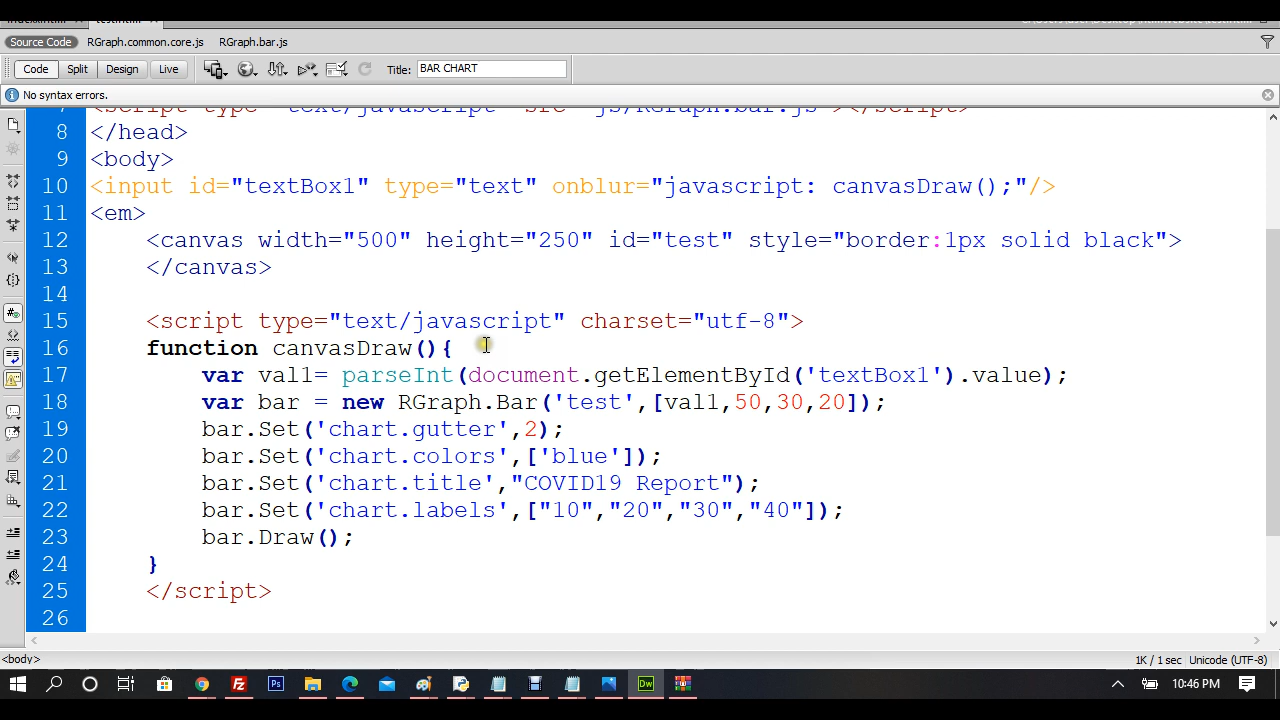 Source Code RGraph.common.core.js RGraph.bar.js
Code Split Design Live Title: BAR CHART
No syntax errors.
8 </head>
9 <body>
10 <input id="textBox1" type="text" onblur="javascript: canvasDraw();"/>
11 <em>
12 <canvas width="500" height="250" id="test" style="border:1px solid black">
13 </canvas>
14
15 <script type="text/javascript" charset="utf-8">
16 function canvasDraw(){
17 var val1= parseInt(document.getElementById('textBox1').value);
18 var bar = new RGraph.Bar('test',[val1,50,30,20]);
19 bar.Set('chart.gutter',2);
20 bar.Set('chart.colors',['blue']);
21 bar.Set('chart.title',"COVID19 Report");
22 bar.Set('chart.labels',["10","20","30","40"]);
23 bar.Draw();
24 }
25 </script>
26
<body> 1K / 1 sec Unicode (UTF-8)
Ps Dw 10:46 PM